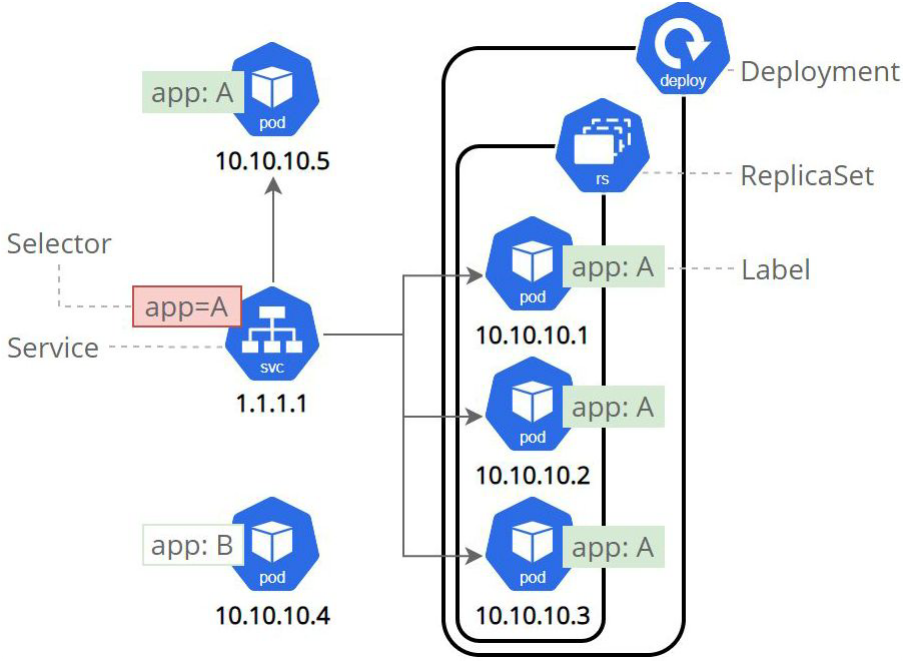 deploy
Deployment
app: A
pod
10.10.10.5
rs
ReplicaSet
Selector
app=A
Service
svc
1.1.1.1
app: A
Label
pod
10.10.10.1
app: A
pod
10.10.10.2
app: B
pod
10.10.10.4
app: A
pod
10.10.10.3